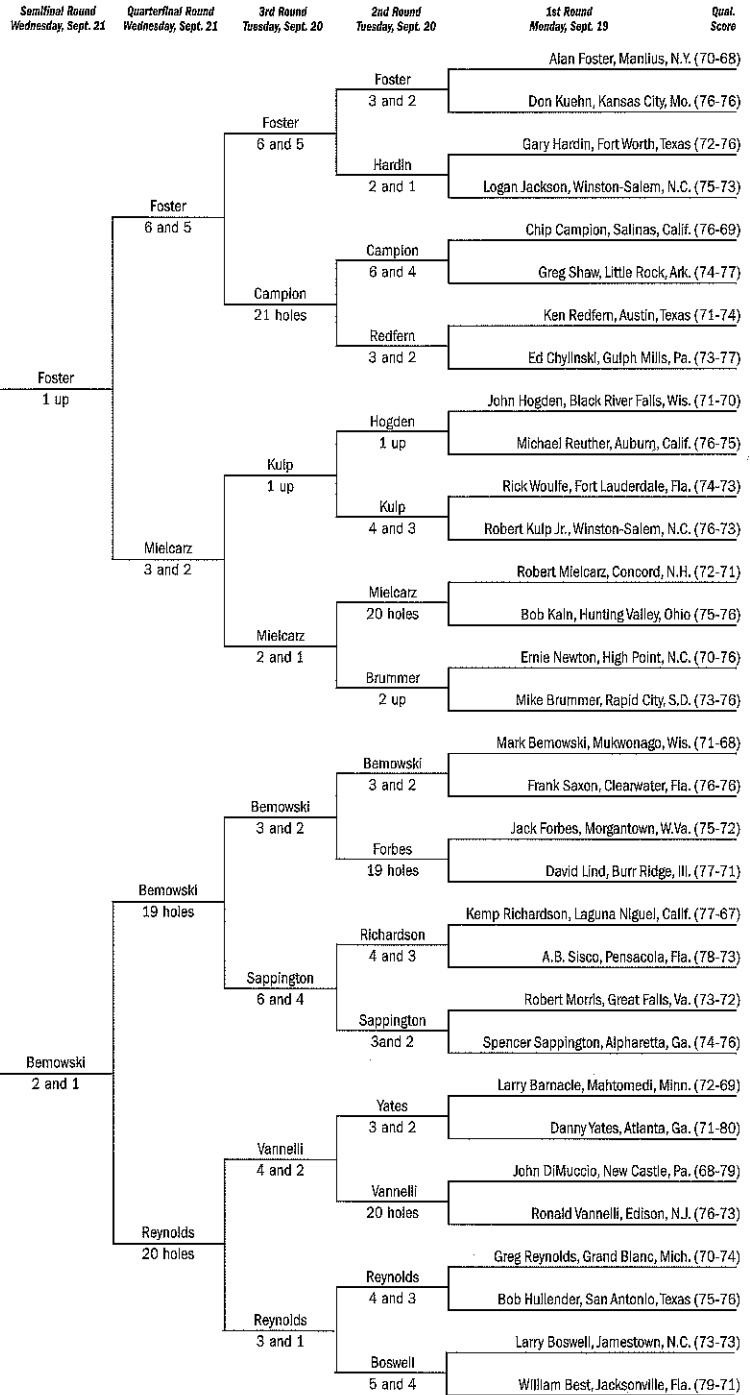 Semifinal Round Quarterfinal Round 3rd Round 2nd Round 1st Round Qual.
Wednesday, Sept. 21 Wednesday, Sept. 21 Tuesday, Sept. 20 Tuesday, Sept. 20 Monday, Sept. 19 Score
Alan Foster, Manlius, N.Y. (70-68)
Foster
3 and 2
Don Kuehn, Kansas City, Mo. (76-76)
Foster
6 and 5
Gary Hardin, Fort Worth, Texas (72-76)
Hardin
2 and 1
Logan Jackson, Winston-Salem, N.C. (75-73)
Foster
6 and 5
Chip Campion, Salinas, Calif. (76-69)
Campion
6 and 4
Greg Shaw, Little Rock, Ark. (74-77)
Campion
21 holes
Ken Redfern, Austin, Texas (71-74)
Redfern
3 and 2
Ed Chylinski, Gulph Mills, Pa. (73-77)
Foster
1 up
John Hogden, Black River Falls, Wis. (71-70)
Hogden
1 up
Michael Reuther, Auburn, Calif. (76-75)
Kulp
1 up
Rick Woulfe, Fort Lauderdale, Fla. (74-73)
Kulp
4 and 3
Robert Kulp Jr., Winston-Salem, N.C. (76-73)
Mielcarz
3 and 2
Robert Mielcarz, Concord, N.H. (72-71)
Mielcarz
20 holes
Bob Kain, Hunting Valley, Ohio (75-76)
Mielcarz
2 and 1
Ernie Newton, High Point, N.C. (70-76)
Brummer
2 up
Mike Brummer, Rapid City, S.D. (73-76)
Mark Bemowski, Mukwonago, Wis. (71-68)
Bemowski
3 and 2
Frank Saxon, Clearwater, Fla. (76-76)
Bemowski
3 and 2
Jack Forbes, Morgantown, W.Va. (75-72)
Forbes
19 holes
David Lind, Burr Ridge, Ill. (77-71)
Bemowski
19 holes
Kemp Richardson, Laguna Niguel, Calif. (77-67)
Richardson
4 and 3
A.B. Sisco, Pensacola, Fla. (78-73)
Sappington
6 and 4
Robert Morris, Great Falls, Va. (73-72)
Sappington
3and 2
Spencer Sappington, Alpharetta, Ga. (74-76)
Bemowski
2 and 1
Larry Barnacle, Mahtomedi, Minn. (72-69)
Yates
3 and 2
Danny Yates, Atlanta, Ga. (71-80)
Vannelli
4 and 2
John DiMuccio, New Castle, Pa. (68-79)
Vannelli
20 holes
Ronald Vannelli, Edison, N.J. (76-73)
Reynolds
20 holes
Greg Reynolds, Grand Blanc, Mich. (70-74)
Reynolds
4 and 3
Bob Hullender, San Antonio, Texas (75-76)
Reynolds
3 and 1
Larry Boswell, Jamestown, N.C. (73-73)
Boswell
5 and 4
William Best, Jacksonville, Fla. (79-71)